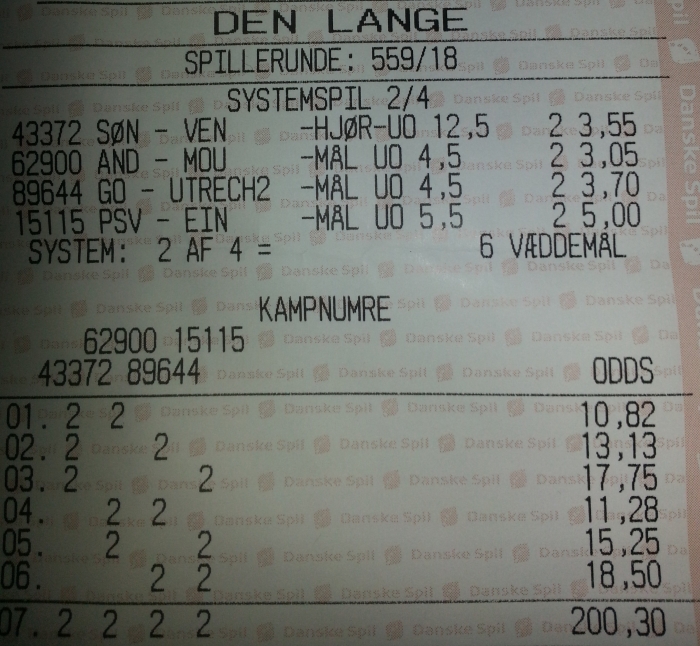 DEN LANGE
SPILLERUNDE: 559/18
SYSTEMSPIL 2/4
43372 SØN - VEN -HJØR-UO 12,5 2 3,55
62900 AND - MOU -MÅL UO 4,5 2 3,05
89644 GO - UTRECH2 -MÅL UO 4,5 2 3,70
15115 PSV - EIN -MÅL UO 5,5 2 5,00
SYSTEM: 2 AF 4 = 6 VÆDDEMÅL
KAMPNUMRE
62900 15115
43372 89644 ODDS
01. 2 2 10,82
02. 2 2 13,13
03. 2 2 17,75
04. 2 2 11,28
05. 2 2 15,25
06. 2 2 18,50
07. 2 2 2 2 200,30
Danske Spil